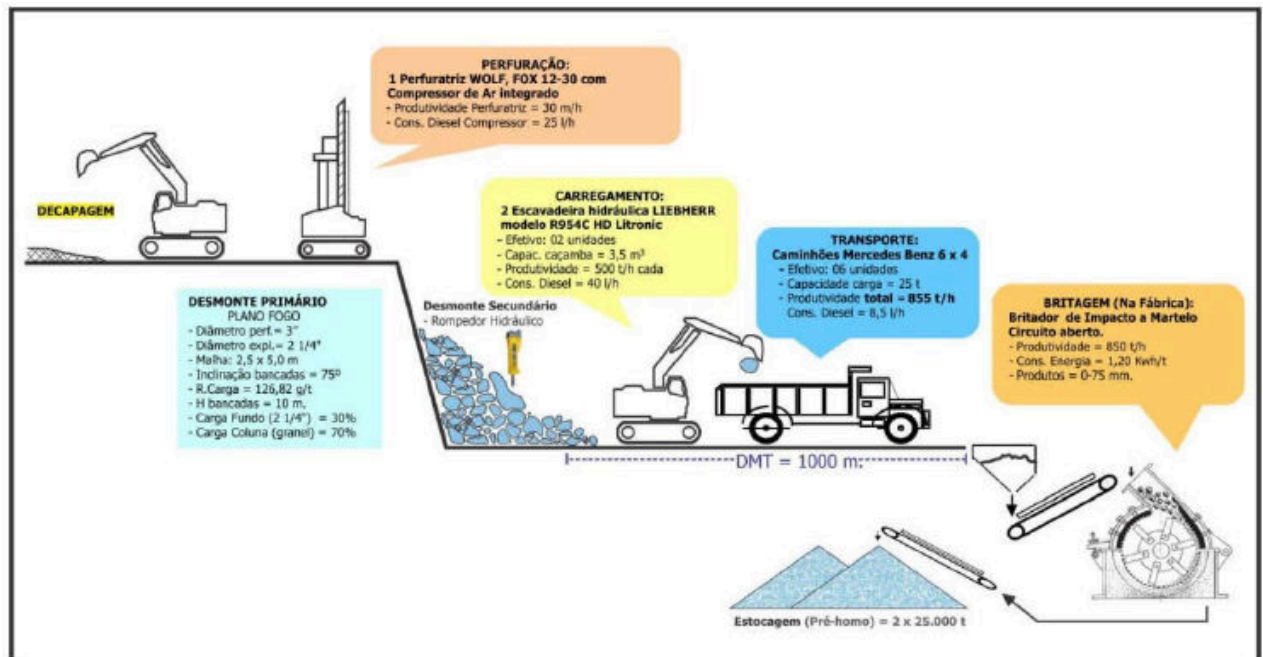 PERFURAÇÃO:
1 Perfuratriz WOLF, FOX 12-30 com
Compressor de Ar integrado
- Produtividade Perfuratriz = 30 m/h
- Cons. Diesel Compressor = 25 l/h
DECAPAGEM
CARREGAMENTO:
2 Escavadeira hidráulica LIEBHERR
modelo R954C HD Litronic
- Efetivo: 02 unidades
- Capac. caçamba = 3,5 m³
- Produtividade = 500 t/h cada
- Cons. Diesel = 40 l/h
TRANSPORTE:
Caminhões Mercedes Benz 6 x 4
- Efetivo: 06 unidades
- Capacidade carga = 25 t
- Produtividade total = 855 t/h
Cons. Diesel = 8,5 l/h
BRITAGEM (Na Fábrica):
Britador de Impacto a Martelo
Circuito aberto.
- Produtividade = 850 t/h
- Cons. Energia = 1,20 Kwh/t
- Produtos = 0-75 mm.
DESMONTE PRIMÁRIO
PLANO FOGO
- Diâmetro perf.= 3"
- Diâmetro expl.= 2 1/4"
- Malha: 2,5 x 5,0 m
- Inclinação bancadas = 75º
- R.Carga = 126,82 g/t
- H bancadas = 10 m.
- Carga Fundo (2 1/4") = 30%
- Carga Coluna (granel) = 70%
Desmonte Secundário
- Rompedor Hidráulico
DMT = 1000 m.
Estocagem (Pré-homo) = 2 x 25.000 t